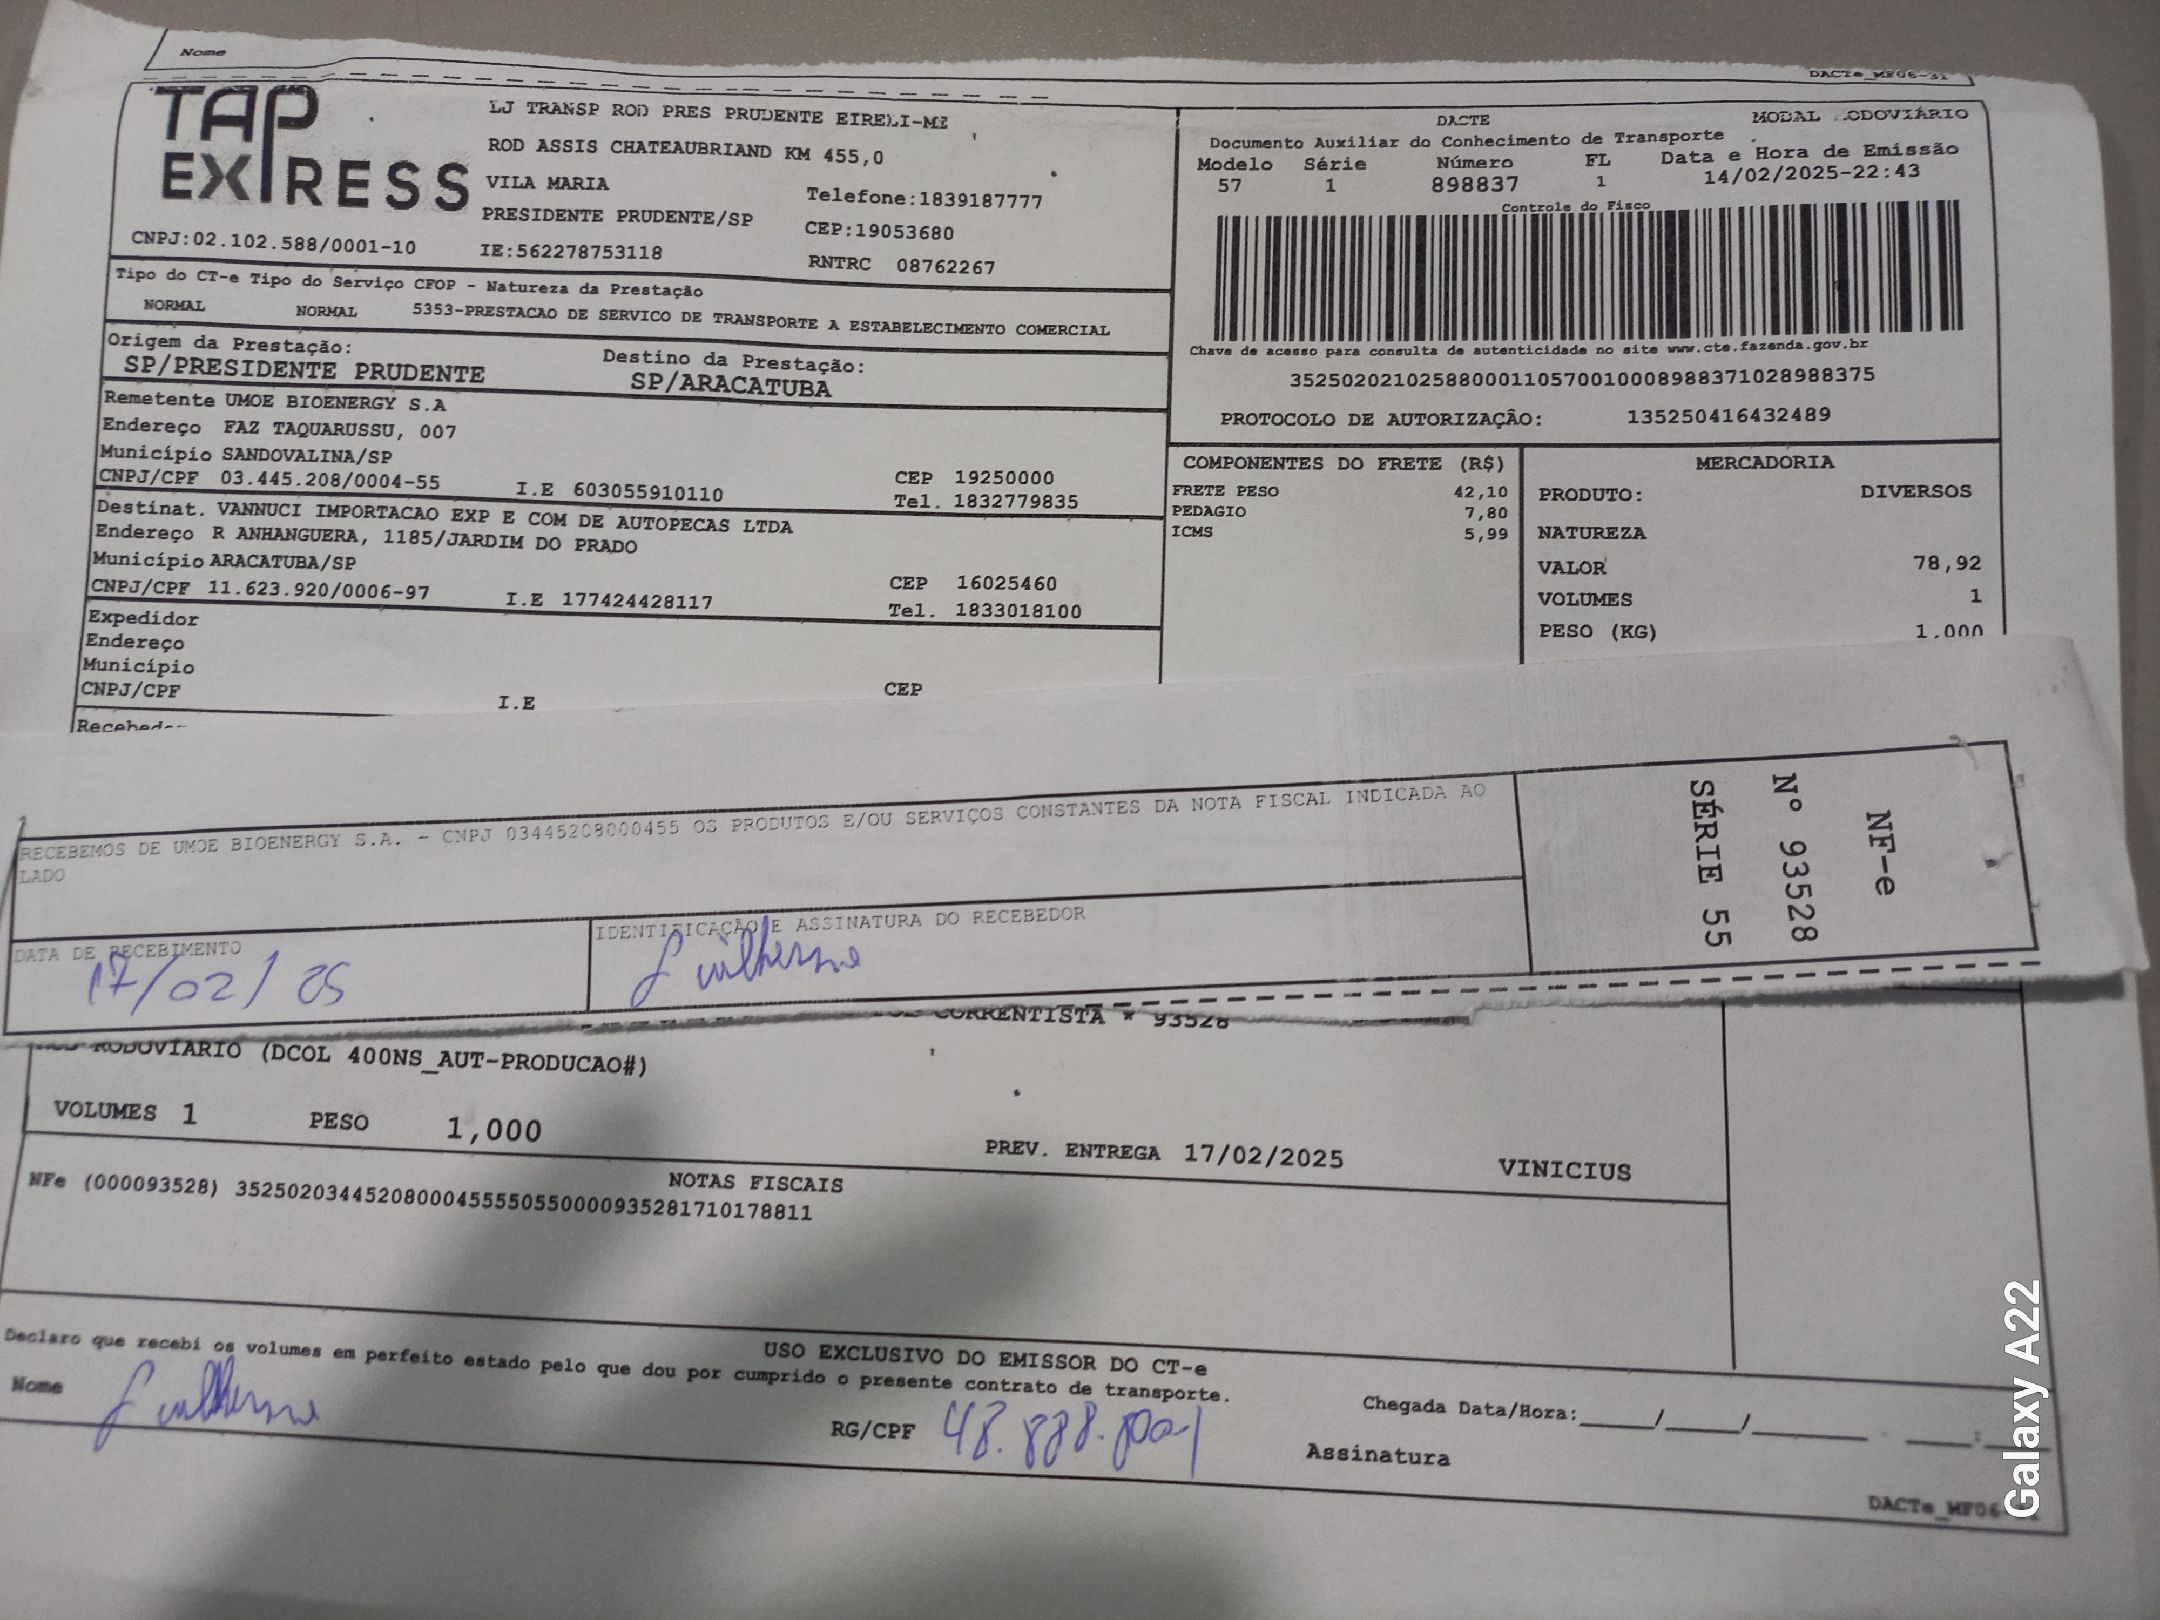 Nome
DACTe_MF06-31
TAP
EXPRESS
LJ TRANSP ROD PRES PRUDENTE EIRELI-ME
ROD ASSIS CHATEAUBRIAND KM 455,0
VILA MARIA
Telefone:1839187777
PRESIDENTE PRUDENTE/SP
CEP:19053680
CNPJ:02.102.588/0001-10
IE:562278753118
RNTRC 08762267
DACTE
MODAL RODOVIÁRIO
Documento Auxiliar do Conhecimento de Transporte
Modelo Série Número FL Data e Hora de Emissão
57 1 898837 1 14/02/2025-22:43
Controle do Fisco
Chave de acesso para consulta de autenticidade no site www.cte.fazenda.gov.br
35250202102588000110570010008988371028988375
PROTOCOLO DE AUTORIZAÇÃO: 135250416432489
Tipo do CT-e Tipo do Serviço CFOP - Natureza da Prestação
NORMAL NORMAL 5353-PRESTACAO DE SERVICO DE TRANSPORTE A ESTABELECIMENTO COMERCIAL
Origem da Prestação: Destino da Prestação:
SP/PRESIDENTE PRUDENTE SP/ARACATUBA
Remetente UMOE BIOENERGY S.A
Endereço FAZ TAQUARUSSU, 007
Município SANDOVALINA/SP CEP 19250000
CNPJ/CPF 03.445.208/0004-55 I.E 603055910110 Tel. 1832779835
Destinat. VANNUCI IMPORTACAO EXP E COM DE AUTOPECAS LTDA
Endereço R ANHANGUERA, 1185/JARDIM DO PRADO
Município ARACATUBA/SP CEP 16025460
CNPJ/CPF 11.623.920/0006-97 I.E 177424428117 Tel. 1833018100
Expedidor
Endereço
Município
CNPJ/CPF I.E CEP
Recebedor
COMPONENTES DO FRETE (R$)
FRETE PESO 42,10
PEDAGIO 7,80
ICMS 5,99
MERCADORIA
PRODUTO: DIVERSOS
NATUREZA
VALOR 78,92
VOLUMES 1
PESO (KG) 1.000
RECEBEMOS DE UMOE BIOENERGY S.A. - CNPJ 03445208000455 OS PRODUTOS E/OU SERVIÇOS CONSTANTES DA NOTA FISCAL INDICADA AO
LADO
DATA DE RECEBIMENTO
17/02/25
IDENTIFICAÇÃO E ASSINATURA DO RECEBEDOR
Guilherme
NF-e
Nº 93528
SÉRIE 55
CORRENTISTA * 93528
RODOVIARIO (DCOL 400NS_AUT-PRODUCAO#)
VOLUMES 1 PESO 1,000
PREV. ENTREGA 17/02/2025 VINICIUS
NOTAS FISCAIS
NFe (000093528) 35250203445208000455550550000935281710178811
USO EXCLUSIVO DO EMISSOR DO CT-e
Declaro que recebi os volumes em perfeito estado pelo que dou por cumprido o presente contrato de transporte.
Nome Guilherme
RG/CPF 48.888.800-1
Chegada Data/Hora:_____/_____/_______ ____:____
Assinatura
DACTe_MF06-31
Galaxy A22